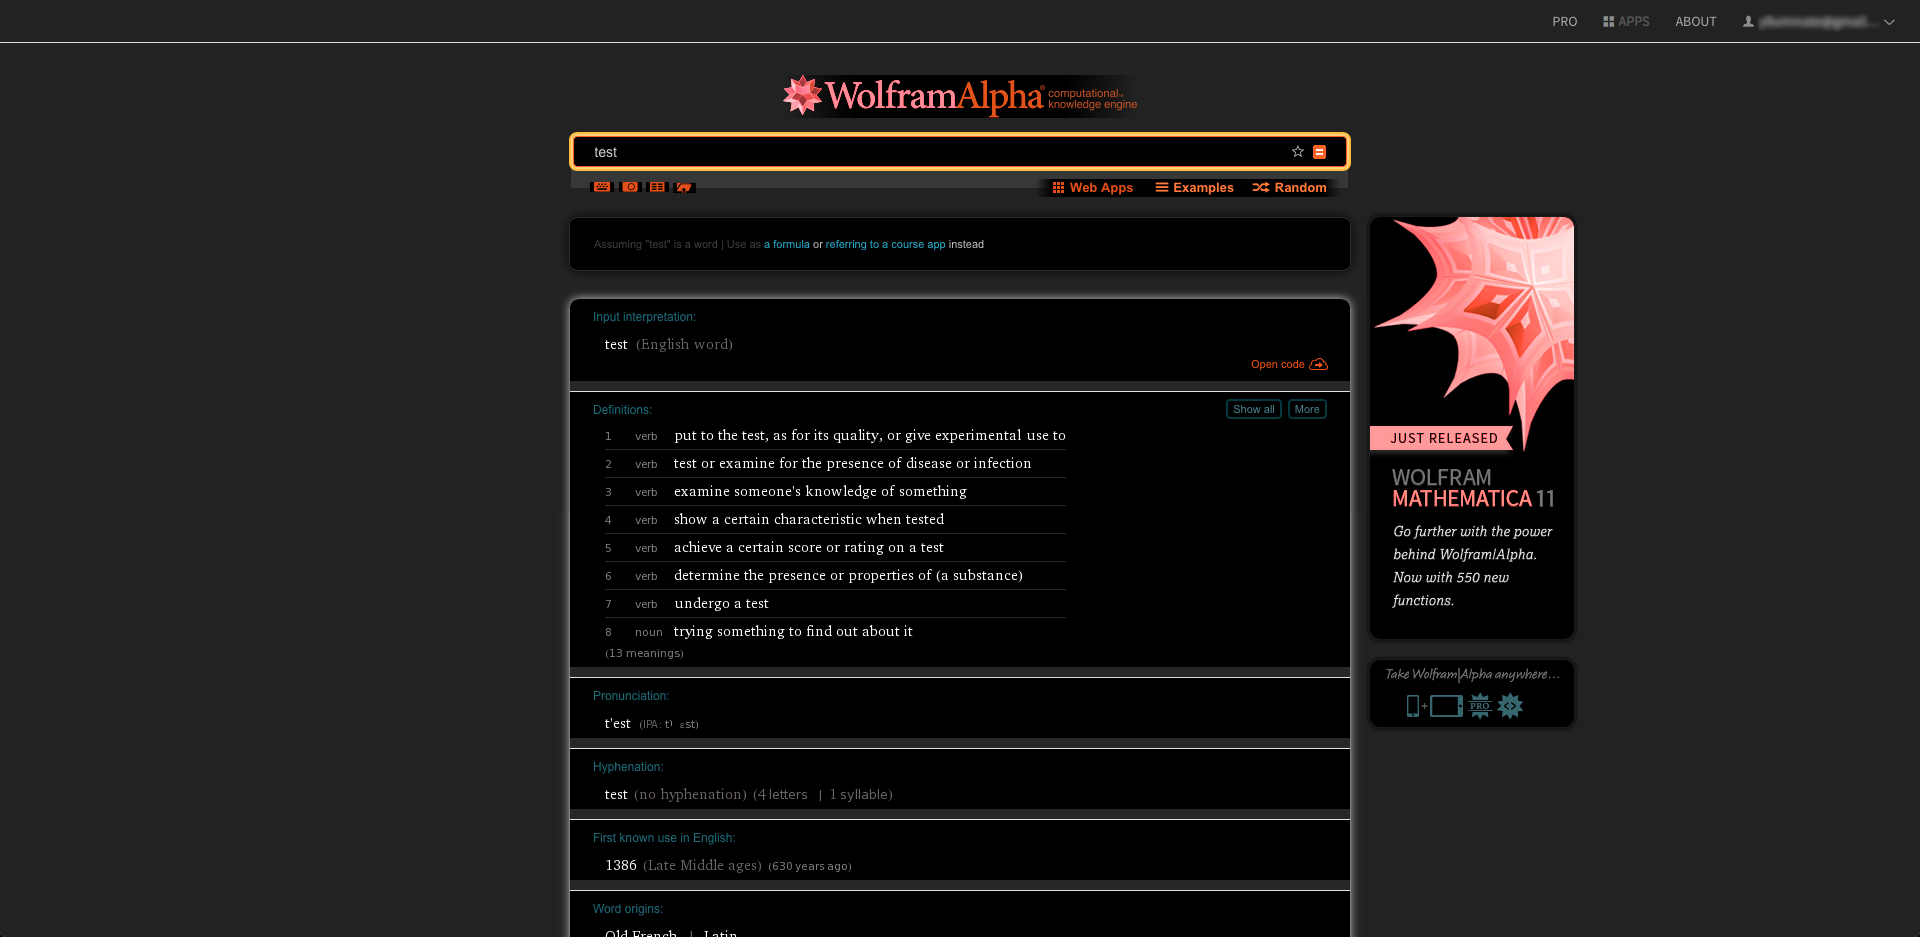 PRO APPS ABOUT
WolframAlpha® computational™
knowledge engine
test
Web Apps Examples Random
Assuming "test" is a word | Use as a formula or referring to a course app instead
Input interpretation:
test (English word)
Open code
Definitions: Show all More
1 verb put to the test, as for its quality, or give experimental use to
2 verb test or examine for the presence of disease or infection
3 verb examine someone's knowledge of something
4 verb show a certain characteristic when tested
5 verb achieve a certain score or rating on a test
6 verb determine the presence or properties of (a substance)
7 verb undergo a test
8 noun trying something to find out about it
(13 meanings)
Pronunciation:
t'est (IPA: tʰɛst)
Hyphenation:
test (no hyphenation) (4 letters | 1 syllable)
First known use in English:
1386 (Late Middle ages) (630 years ago)
Word origins:
Old French | Latin
JUST RELEASED
WOLFRAM
MATHEMATICA 11
Go further with the power
behind Wolfram|Alpha.
Now with 550 new
functions.
Take Wolfram|Alpha anywhere...
+ PRO